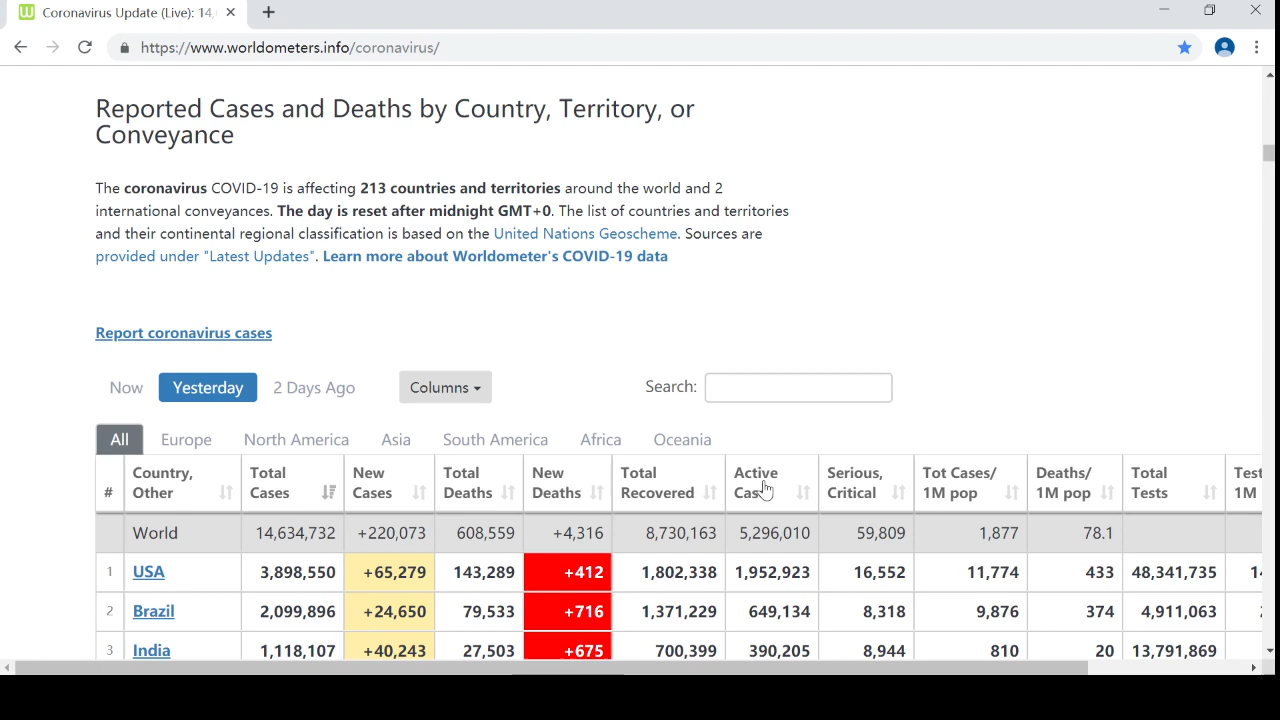 Coronavirus Update (Live): 14,
https://www.worldometers.info/coronavirus/
Reported Cases and Deaths by Country, Territory, or
Conveyance
The coronavirus COVID-19 is affecting 213 countries and territories around the world and 2
international conveyances. The day is reset after midnight GMT+0. The list of countries and territories
and their continental regional classification is based on the United Nations Geoscheme. Sources are
provided under "Latest Updates". Learn more about Worldometer's COVID-19 data
Report coronavirus cases
Now Yesterday 2 Days Ago Columns Search:
All Europe North America Asia South America Africa Oceania
# Country, Other Total Cases New Cases Total Deaths New Deaths Total Recovered Active Serious, Critical Tot Cases/ 1M pop Deaths/ 1M pop Total Tests 1M
World 14,634,732 +220,073 608,559 +4,316 8,730,163 5,296,010 59,809 1,877 78.1
1 USA 3,898,550 +65,279 143,289 +412 1,802,338 1,952,923 16,552 11,774 433 48,341,735
2 Brazil 2,099,896 +24,650 79,533 +716 1,371,229 649,134 8,318 9,876 374 4,911,063
3 India 1,118,107 +40,243 27,503 +675 700,399 390,205 8,944 810 20 13,791,869